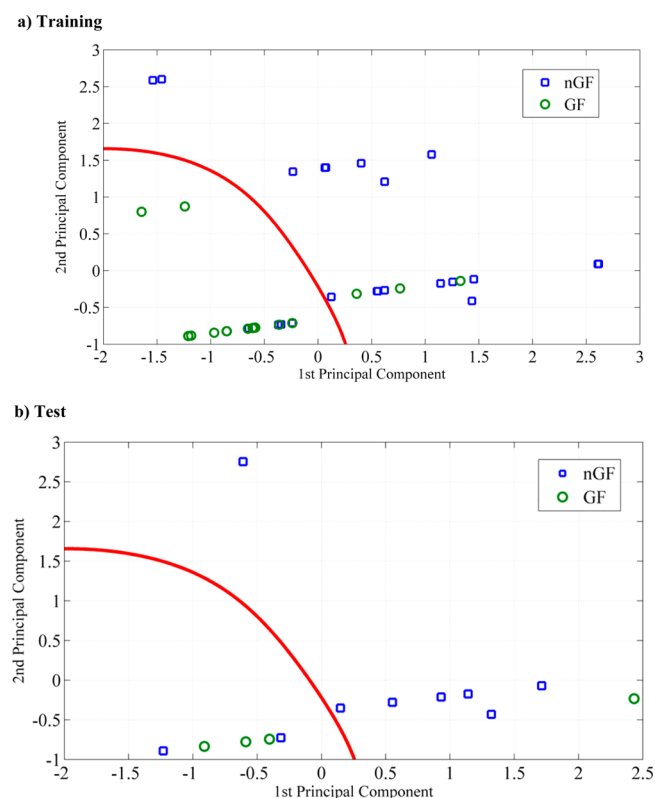 a) Training
3
2.5
2
1.5
1
0.5
0
-0.5
-1
2nd Principal Component
nGF
GF
-2 -1.5 -1 -0.5 0 0.5 1 1.5 2 2.5 3
1st Principal Component
b) Test
3
2.5
2
1.5
1
0.5
0
-0.5
-1
2nd Principal Component
nGF
GF
-2 -1.5 -1 -0.5 0 0.5 1 1.5 2 2.5
1st Principal Component